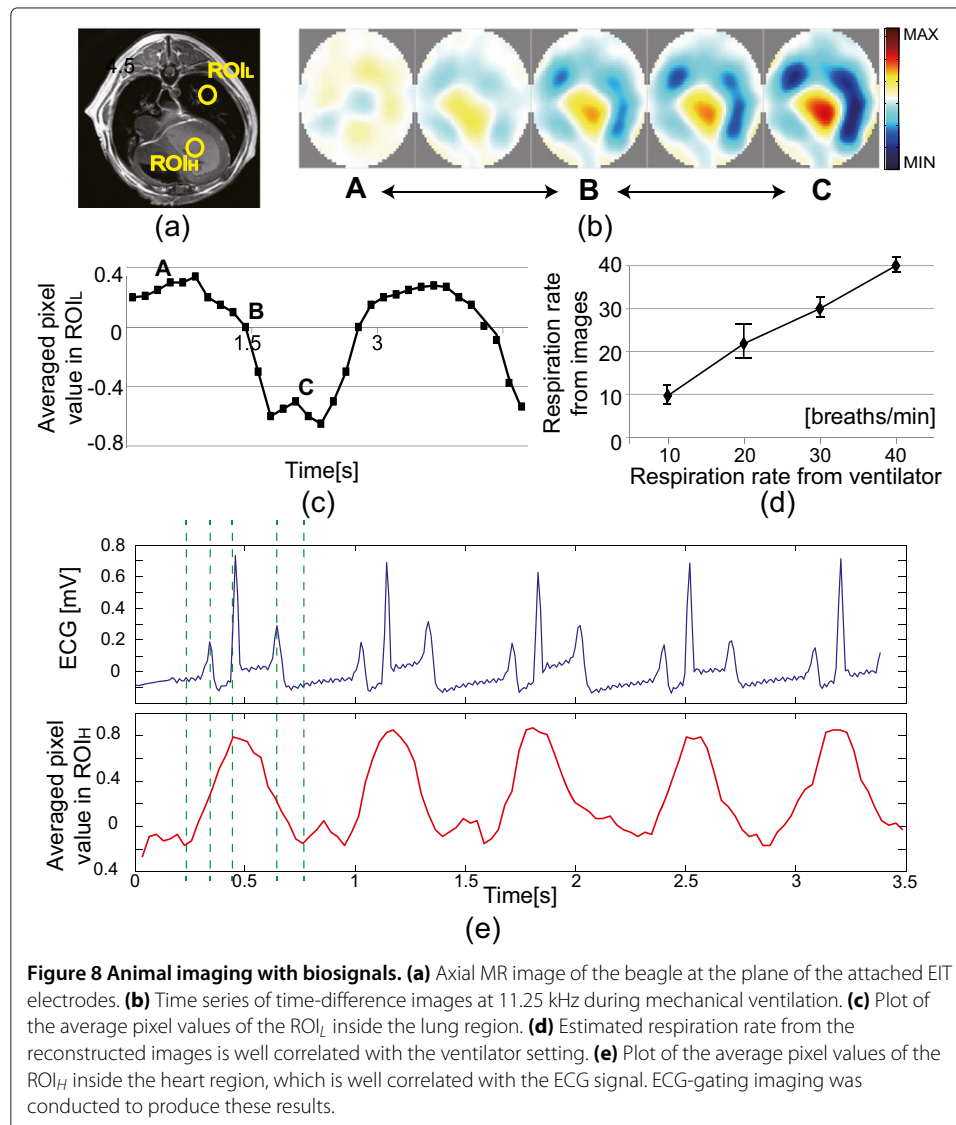 4.5
ROIL
ROIH
(a)
MAX
MIN
A
B
C
(b)
Averaged pixel
value in ROIL
0.4
0
-0.4
-0.8
A
B
C
1.5
3
Time[s]
(c)
Respiration rate
from images
40
30
20
10
0
[breaths/min]
10 20 30 40
Respiration rate from ventilator
(d)
ECG [mV]
0.8
0.6
0.4
0.2
0
Averaged pixel
value in ROIH
0.8
0.4
0
0.4
0 0.5 1 1.5 2 2.5 3 3.5
Time[s]
(e)
Figure 8 Animal imaging with biosignals. (a) Axial MR image of the beagle at the plane of the attached EIT
electrodes. (b) Time series of time-difference images at 11.25 kHz during mechanical ventilation. (c) Plot of
the average pixel values of the ROIL inside the lung region. (d) Estimated respiration rate from the
reconstructed images is well correlated with the ventilator setting. (e) Plot of the average pixel values of the
ROIH inside the heart region, which is well correlated with the ECG signal. ECG-gating imaging was
conducted to produce these results.